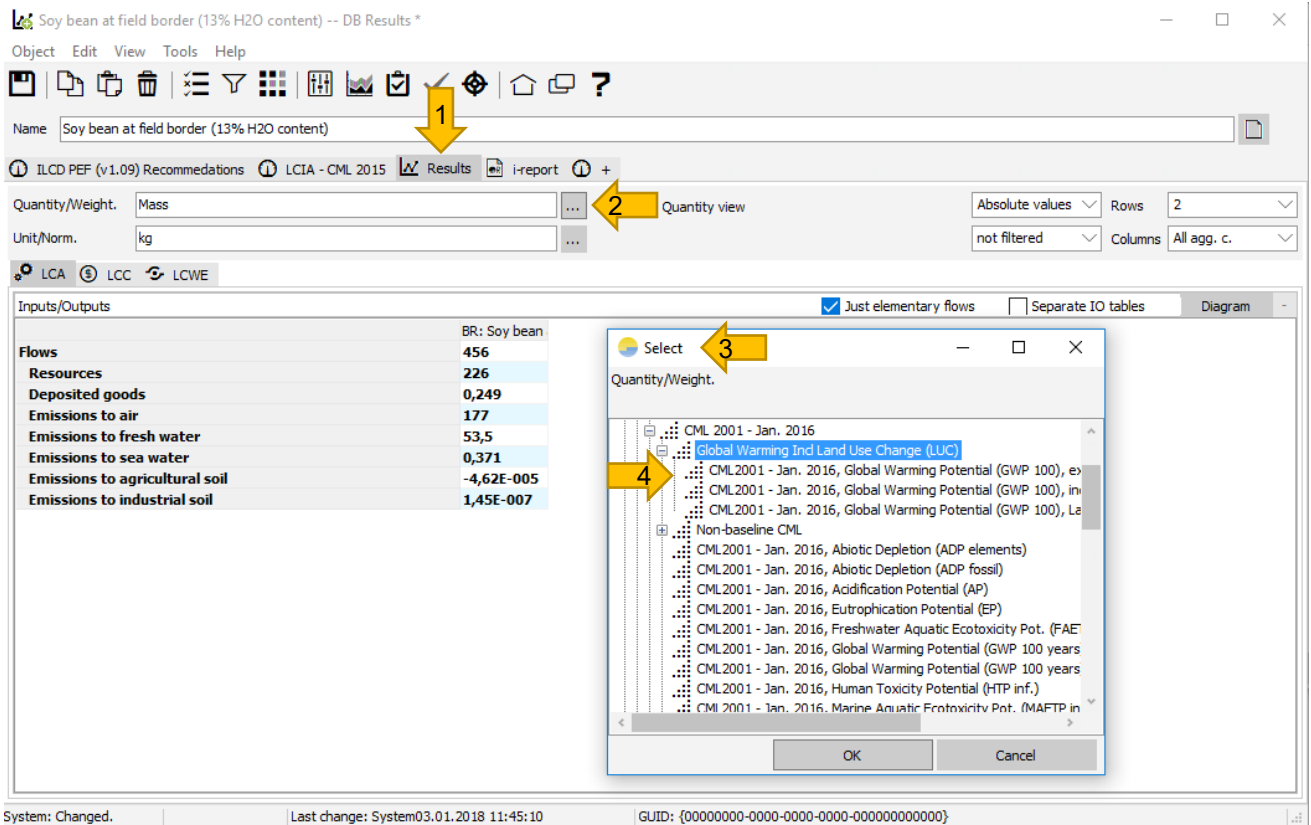 Soy bean at field border (13% H2O content) -- DB Results *
Object Edit View Tools Help
1
Name Soy bean at field border (13% H2O content)
ILCD PEF (v1.09) Recommedations LCIA - CML 2015 Results i-report +
Quantity/Weight. Mass ... 2 Quantity view Absolute values Rows 2
Unit/Norm. kg ... not filtered Columns All agg. c.
LCA LCC LCWE
Inputs/Outputs Just elementary flows Separate IO tables Diagram -
BR: Soy bean
Flows 456
Resources 226
Deposited goods 0,249
Emissions to air 177
Emissions to fresh water 53,5
Emissions to sea water 0,371
Emissions to agricultural soil -4,62E-005
Emissions to industrial soil 1,45E-007
Select 3
Quantity/Weight.
CML 2001 - Jan. 2016
Global Warming Incl Land Use Change (LUC)
4 CML2001 - Jan. 2016, Global Warming Potential (GWP 100), ex
CML2001 - Jan. 2016, Global Warming Potential (GWP 100), in
CML2001 - Jan. 2016, Global Warming Potential (GWP 100), La
Non-baseline CML
CML2001 - Jan. 2016, Abiotic Depletion (ADP elements)
CML2001 - Jan. 2016, Abiotic Depletion (ADP fossil)
CML2001 - Jan. 2016, Acidification Potential (AP)
CML2001 - Jan. 2016, Eutrophication Potential (EP)
CML2001 - Jan. 2016, Freshwater Aquatic Ecotoxicity Pot. (FAET
CML2001 - Jan. 2016, Global Warming Potential (GWP 100 years
CML2001 - Jan. 2016, Global Warming Potential (GWP 100 years
CML2001 - Jan. 2016, Human Toxicity Potential (HTP inf.)
CML2001 - Jan. 2016, Marine Aquatic Ecotoxicity Pot. (MAETP in
OK Cancel
System: Changed. Last change: System03.01.2018 11:45:10 GUID: {00000000-0000-0000-0000-000000000000}